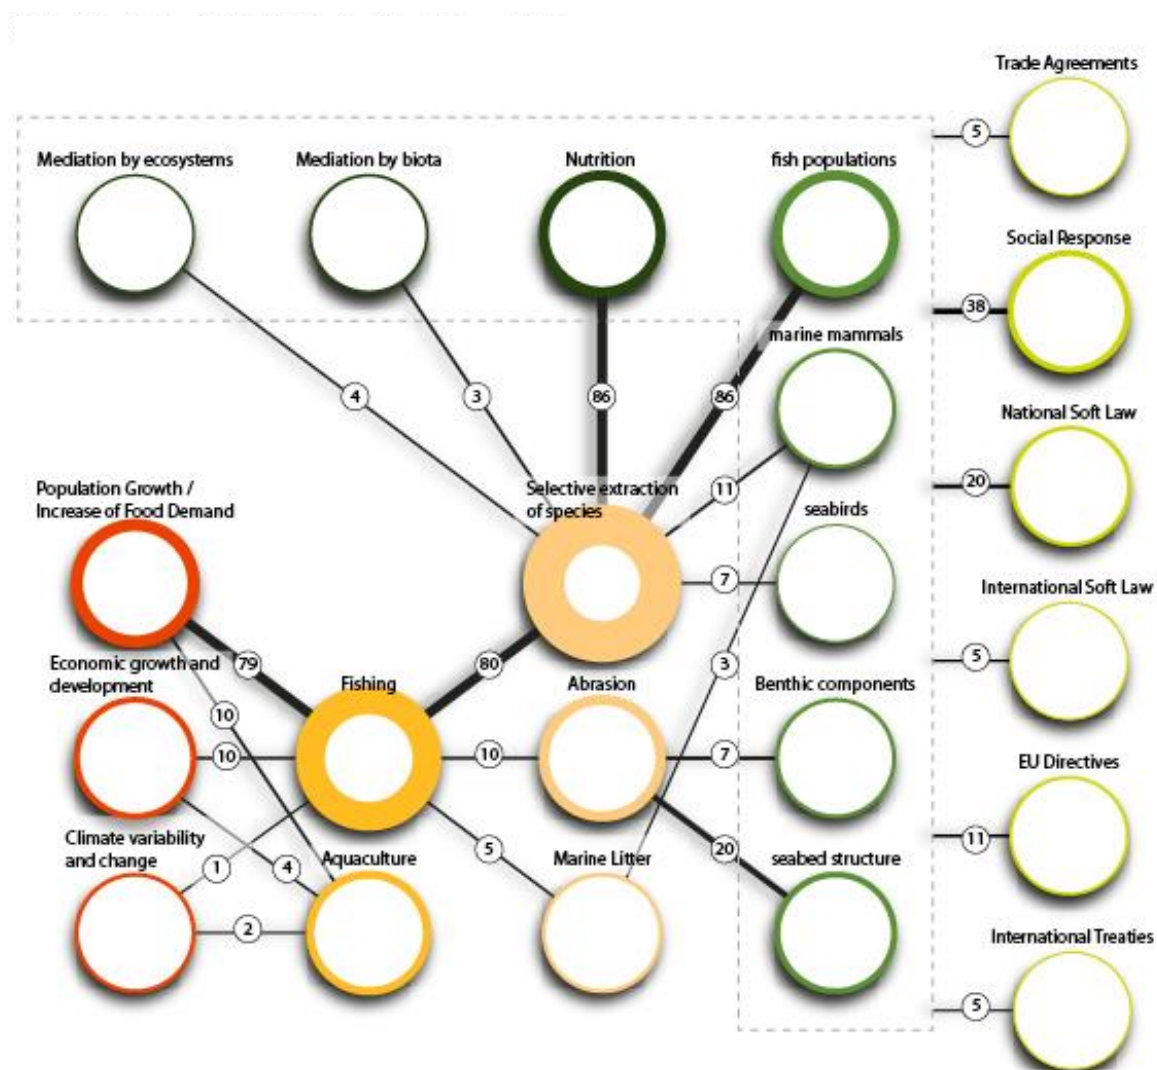 Trade Agreements
5
Mediation by ecosystems
Mediation by biota
Nutrition
fish populations
Social Response
38
marine mammals
4
3
86
86
National Soft Law
11
20
Population Growth /
Increase of Food Demand
Selective extraction
of species
seabirds
7
International Soft Law
5
79
80
3
Economic growth and
development
Fishing
Abrasion
Benthic components
10
10
10
7
EU Directives
11
Climate variability
and change
1
4
5
20
Aquaculture
Marine Litter
seabed structure
2
International Treaties
5